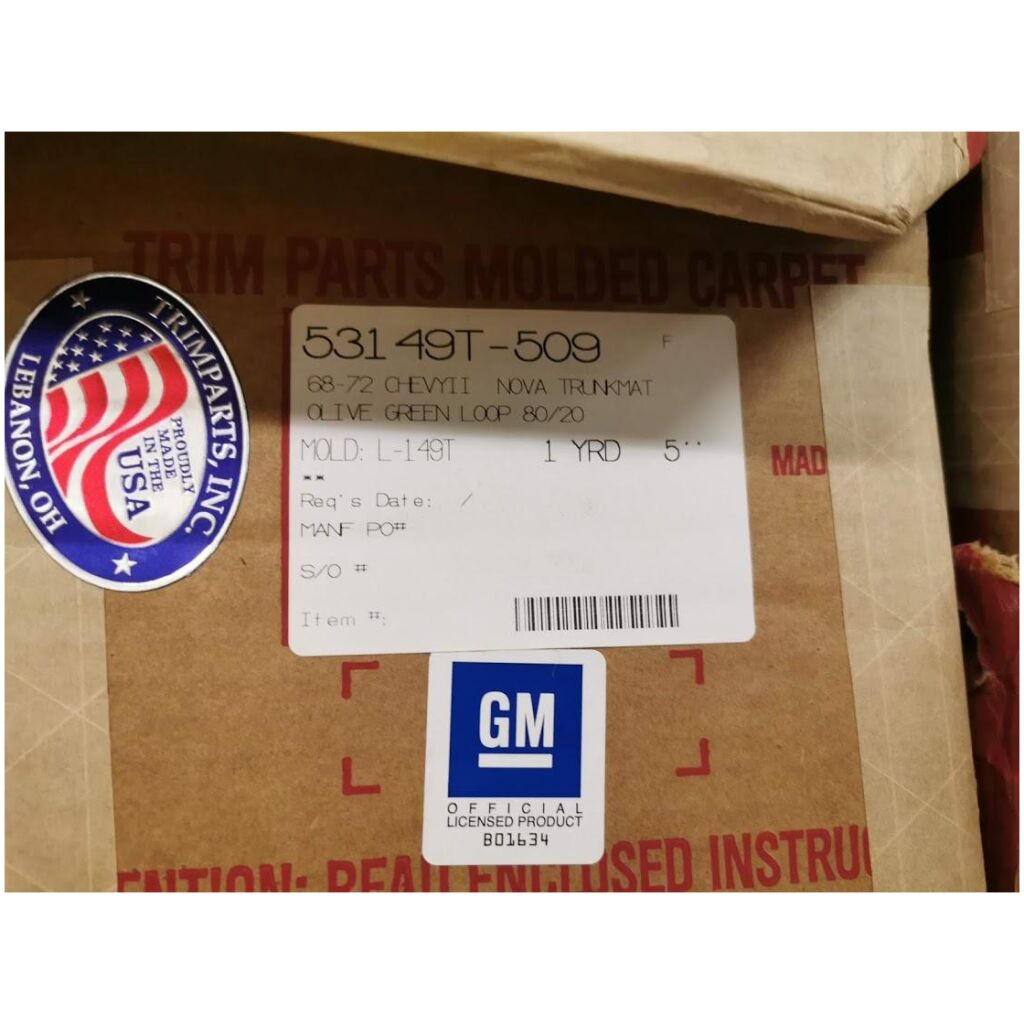 TRIM PARTS MOLDED CARPET
TRIMPARTS, INC.
LEBANON, OH
PROUDLY
MADE
IN THE
USA
53149T-509 F
68-72 CHEVYII NOVA TRUNKMAT
OLIVE GREEN LOOP 80/20
MOLD: L-149T 1 YRD 5''
**
Req's Date: /
MANF PO#
S/O #
Item #:
MAD
GM
OFFICIAL
LICENSED PRODUCT
B01634
ENTION: READ ENCLOSED INSTRUC